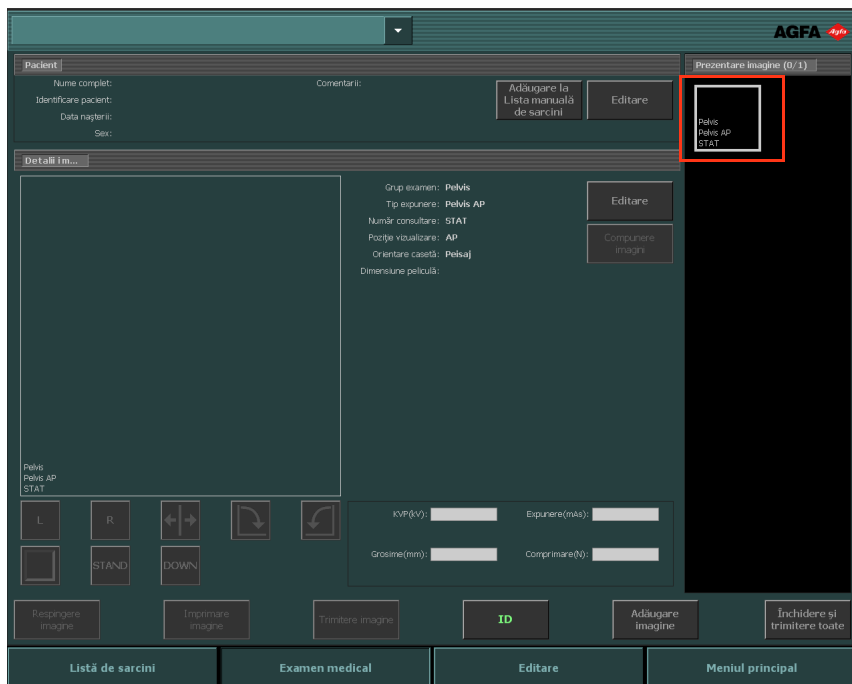 AGFA
Agfa
Pacient
Nume complet:
Identificare pacient:
Data nașterii:
Sex:
Comentarii:
Adăugare la
Lista manuală
de sarcini
Editare
Prezentare imagine (0/1)
Pelvis
Pelvis AP
STAT
Detalii im...
Grup examen: Pelvis
Tip expunere: Pelvis AP
Număr consultare: STAT
Poziție vizualizare: AP
Orientare casetă: Peisaj
Dimensiune peliculă:
Editare
Compunere
imagini
Pelvis
Pelvis AP
STAT
L
R
STAND
DOWN
KVP(kV):
Expunere(mAs):
Grosime(mm):
Comprimare(N):
Respingere
imagine
Imprimare
imagine
Trimitere imagine
ID
Adăugare
imagine
Închidere și
trimitere toate
Listă de sarcini
Examen medical
Editare
Meniul principal